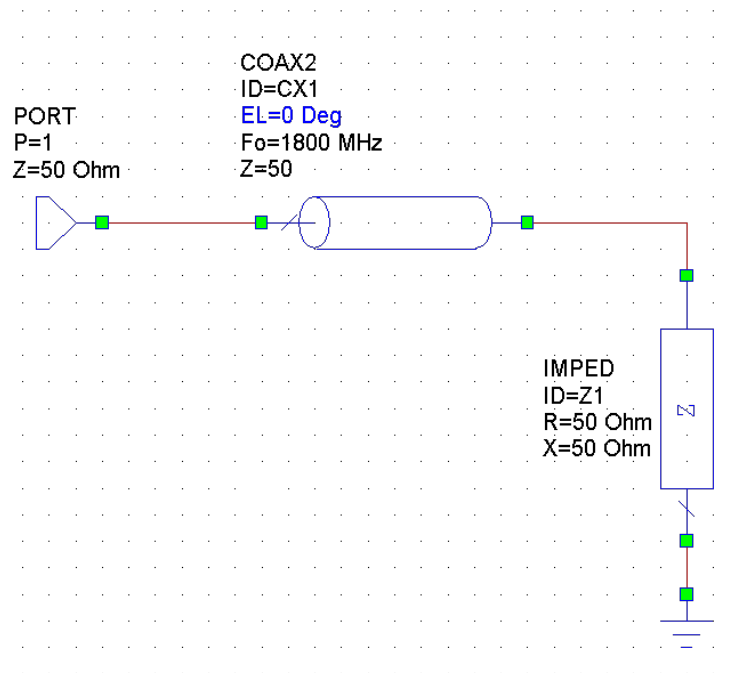 COAX2
ID=CX1
EL=0 Deg
Fo=1800 MHz
Z=50
PORT
P=1
Z=50 Ohm
IMPED
ID=Z1
R=50 Ohm
X=50 Ohm
Z